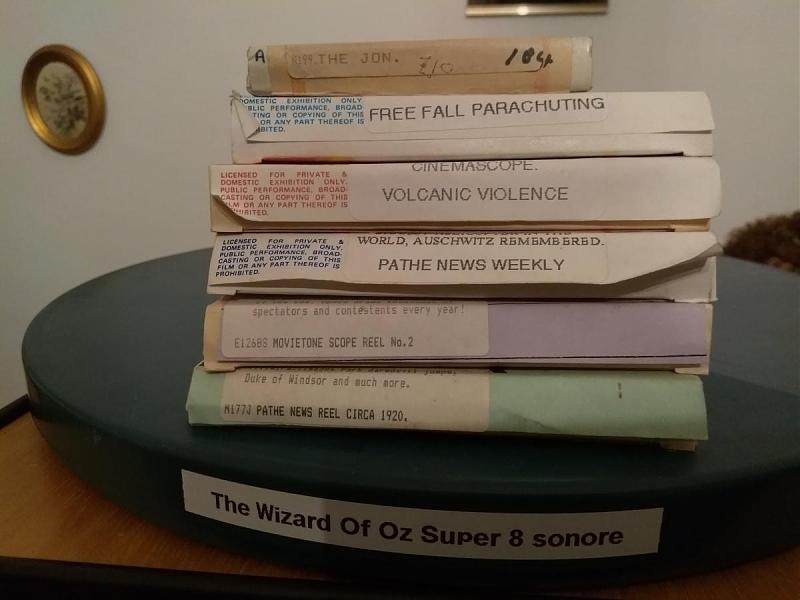 A
THE JON.
FREE FALL PARACHUTING
DOMESTIC EXHIBITION ONLY
PUBLIC PERFORMANCE, BROAD-
CASTING OR COPYING OF THIS
FILM OR ANY PART THEREOF IS
PROHIBITED.
CINEMASCOPE.
VOLCANIC VIOLENCE
LICENSED FOR PRIVATE &
DOMESTIC EXHIBITION ONLY.
PUBLIC PERFORMANCE, BROAD-
CASTING OR COPYING OF THIS
FILM OR ANY PART THEREOF IS
PROHIBITED.
WORLD, AUSCHWITZ REMEMBERED.
PATHE NEWS WEEKLY
LICENSED FOR PRIVATE &
DOMESTIC EXHIBITION ONLY.
PUBLIC PERFORMANCE, BROAD-
CASTING OR COPYING OF THIS
FILM OR ANY PART THEREOF IS
PROHIBITED.
spectators and contestents every year!
E1268S MOVIETONE SCOPE REEL No.2
Duke of Windsor and much more.
M1773 PATHE NEWS REEL CIRCA 1920.
The Wizard Of Oz Super 8 sonore